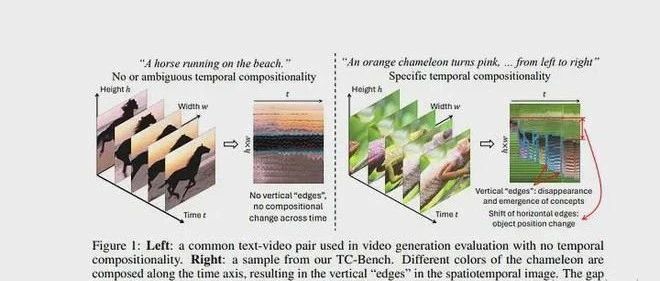 "A horse running on the beach."
No or ambiguous temporal compositionality
Height h
Width w
Time t
t
h×w
No vertical "edges",
no compositional
change across time
"An orange chameleon turns pink, ... from left to right"
Specific temporal compositionality
Height h
Width w
Time t
t
h×w
Vertical "edges": disappearance
and emergence of concepts
Shift of horizontal edges:
object position change
Figure 1: Left: a common text-video pair used in video generation evaluation with no temporal
compositionality. Right: a sample from our TC-Bench. Different colors of the chameleon are
composed along the time axis, resulting in the vertical "edges" in the spatiotemporal image. The gap